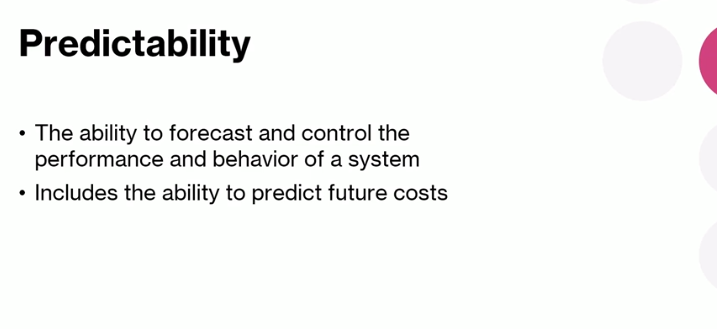 Predictability
• The ability to forecast and control the
performance and behavior of a system
• Includes the ability to predict future costs